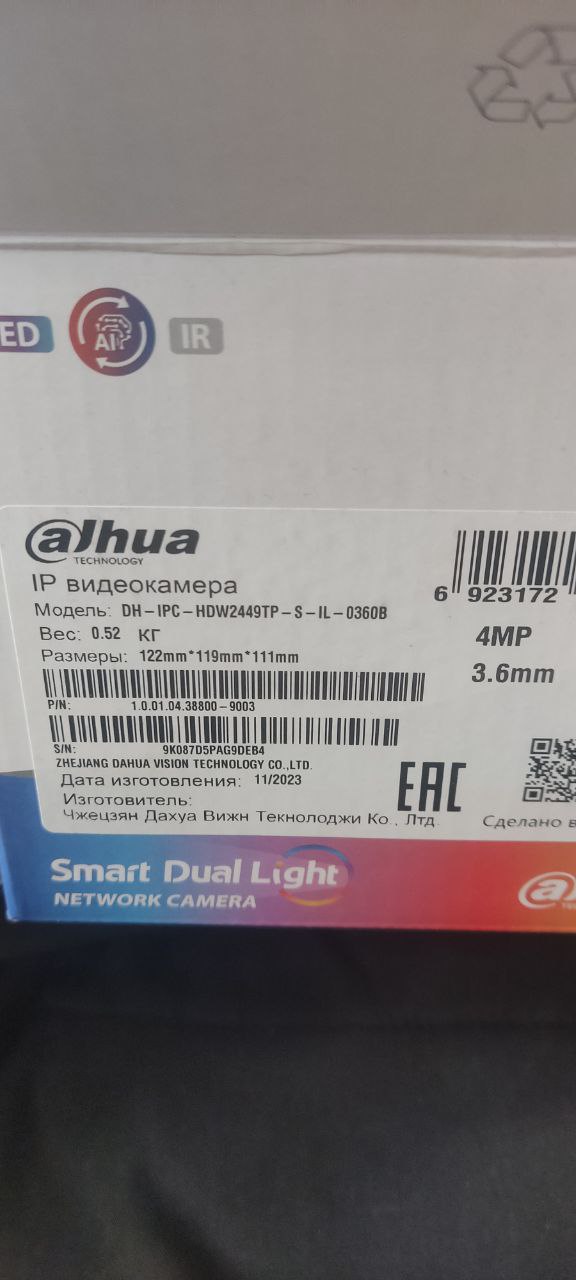 ED AI IR
alhua
TECHNOLOGY
IP видеокамера
Модель: DH-IPC-HDW2449TP-S-IL-0360B
Вес: 0.52 КГ
Размеры: 122mm*119mm*111mm
P/N: 1.0.01.04.38800-9003
S/N: 9K087D5PAG9DEB4
ZHEJIANG DAHUA VISION TECHNOLOGY CO.,LTD.
Дата изготовления: 11/2023
Изготовитель:
Чжецзян Дахуа Вижн Текнолоджи Ко., Лтд
6 923172
4MP
3.6mm
EAC
Сделано в
Smart Dual Light
NETWORK CAMERA